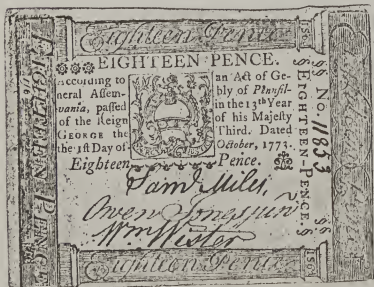 Eighteen Pence
EIGHTEEN PENCE.
According to an Act of Ge-
neral Assem- bly of Pennsil-
vania, passed in the 13th Year
of the Reign of his Majesty
GEORGE the Third. Dated
the 1st Day of October, 1773.
Eighteen Pence.
Saml Miles,
Owen Jones junr
Wm Wister
Eighteen Pence
EIGHTEEN PENCE
EIGHTEEN PENCE.
No. 11853